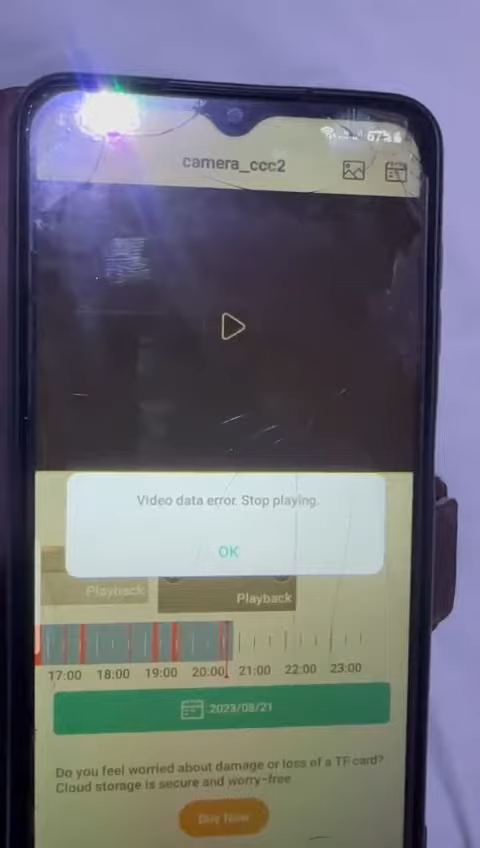 67%
camera_ccc2
Video data error. Stop playing.
OK
Playback
Playback
17:00 18:00 19:00 20:00 21:00 22:00 23:00
2023/08/21
Do you feel worried about damage or loss of a TF card?
Cloud storage is secure and worry-free
Buy Now